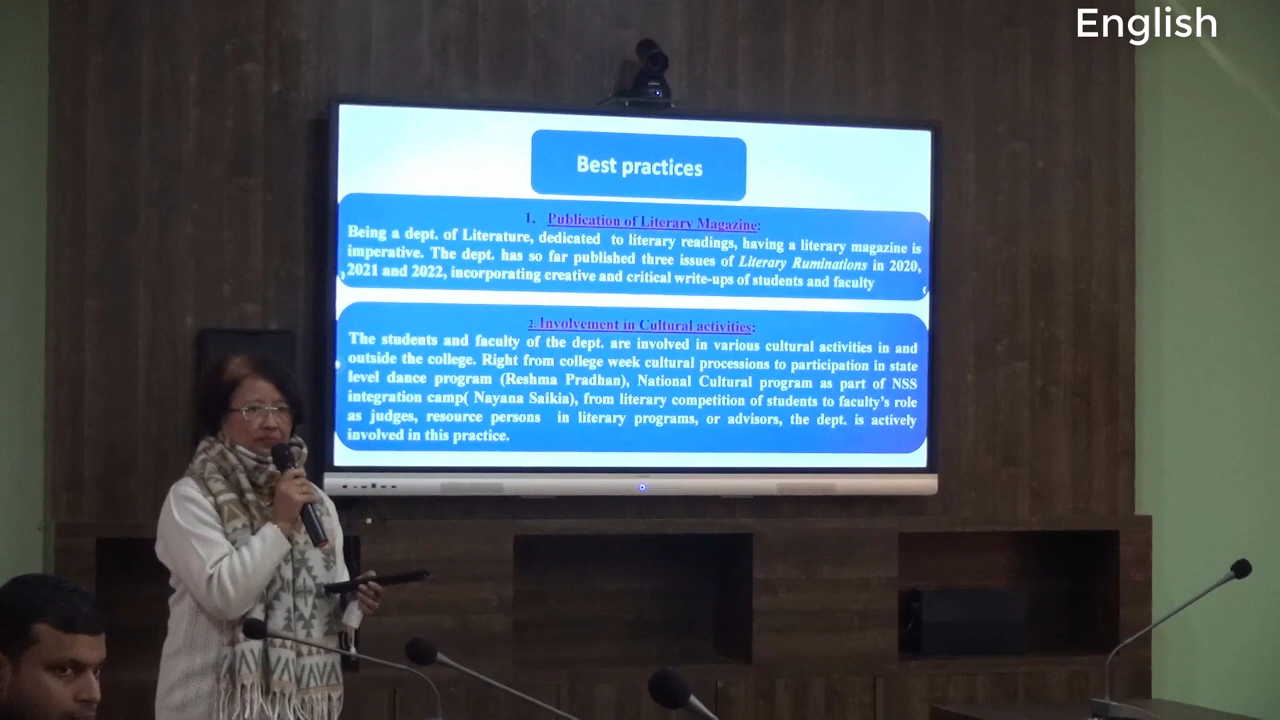 English
Best practices
1. Publication of Literary Magazine:
Being a dept. of Literature, dedicated to literary readings, having a literary magazine is
imperative. The dept. has so far published three issues of Literary Ruminations in 2020,
2021 and 2022, incorporating creative and critical write-ups of students and faculty
2. Involvement in Cultural activities:
The students and faculty of the dept. are involved in various cultural activities in and
outside the college. Right from college week cultural processions to participation in state
level dance program (Reshma Pradhan), National Cultural program as part of NSS
integration camp( Nayana Saikia), from literary competition of students to faculty's role
as judges, resource persons in literary programs, or advisors, the dept. is actively
involved in this practice.